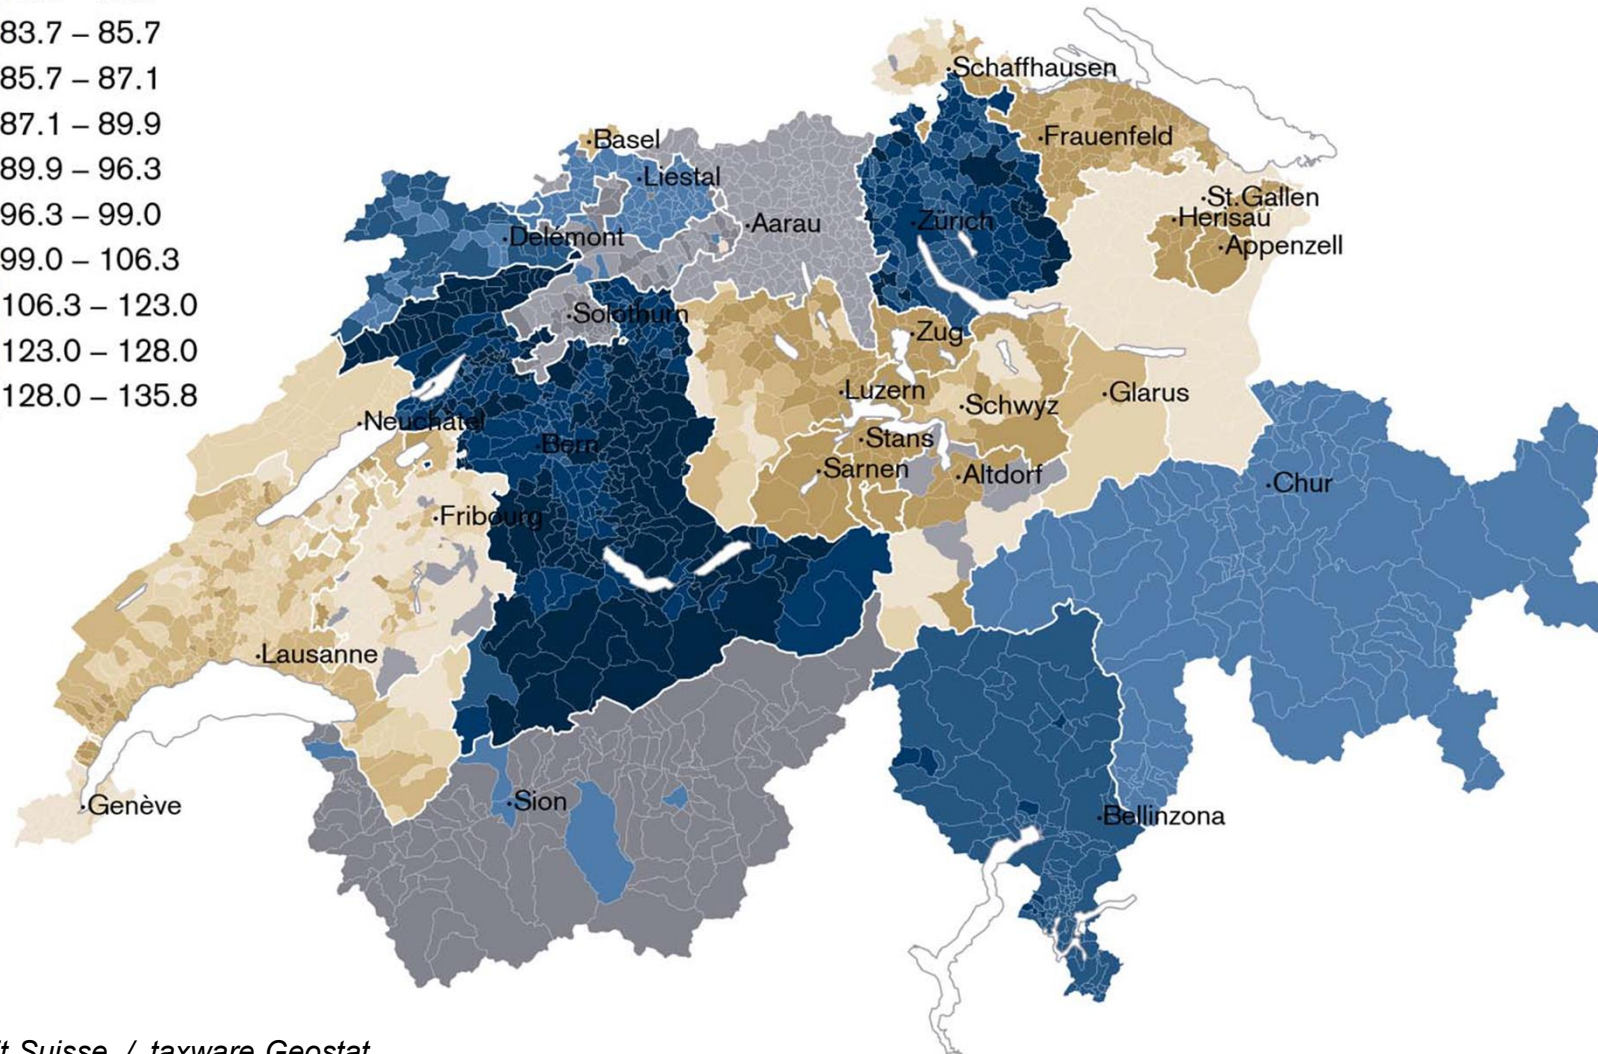 83.7 – 85.7
85.7 – 87.1
87.1 – 89.9
89.9 – 96.3
96.3 – 99.0
99.0 – 106.3
106.3 – 123.0
123.0 – 128.0
128.0 – 135.8
Schaffhausen
Basel
Frauenfeld
Liestal
St.Gallen
Herisau
Aarau
Zürich
Delémont
Appenzell
Solothurn
Zug
Luzern
Glarus
Schwyz
Neuchâtel
Bern
Stans
Sarnen
Altdorf
Chur
Fribourg
Lausanne
Sion
Genève
Bellinzona
Suisse / taxware Geostat